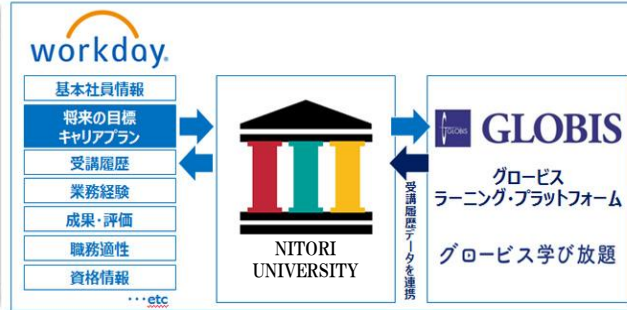 workday.
基本社員情報
将来の目標
キャリアプラン
受講履歴
業務経験
成果・評価
職務適性
資格情報
・・・etc
NITORI
UNIVERSITY
受講履歴データを連携
GLOBIS
GLOBIS
グロービス
ラーニング・プラットフォーム
グロービス学び放題